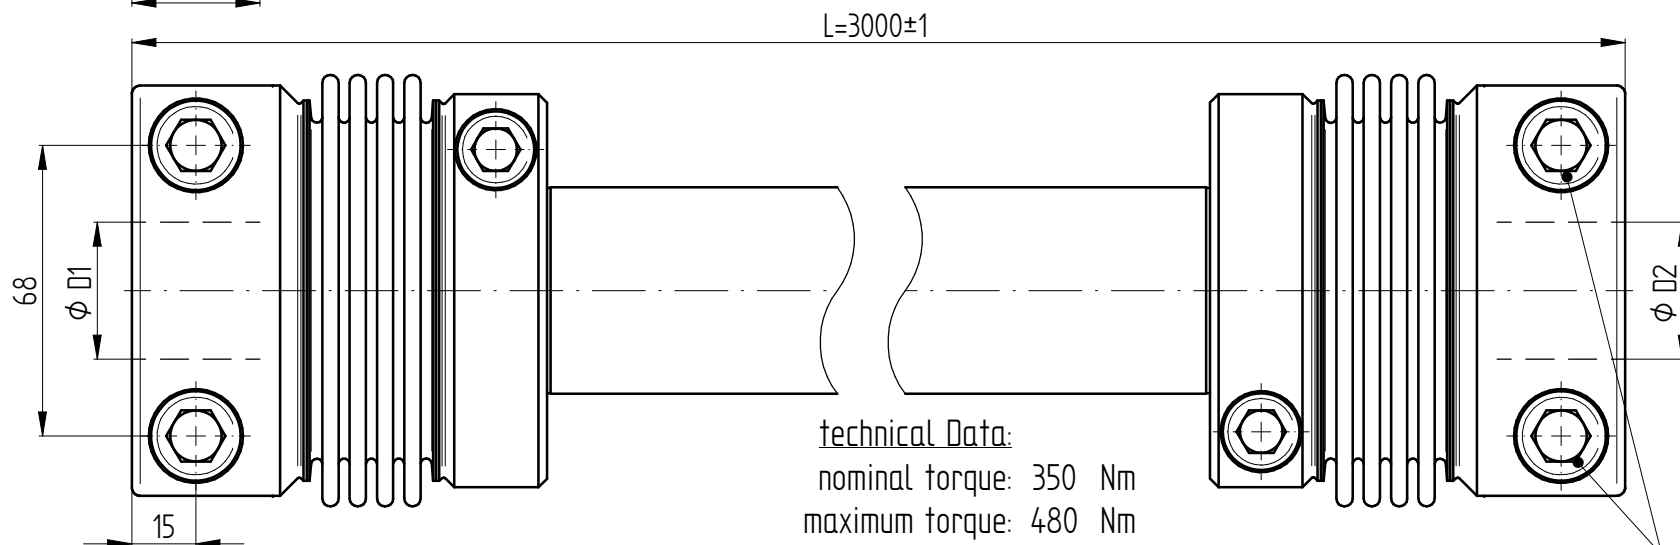 L=3000±1
68
ϕ D1
ϕ D2
technical Data:
nominal torque: 350 Nm
maximum torque: 480 Nm
15